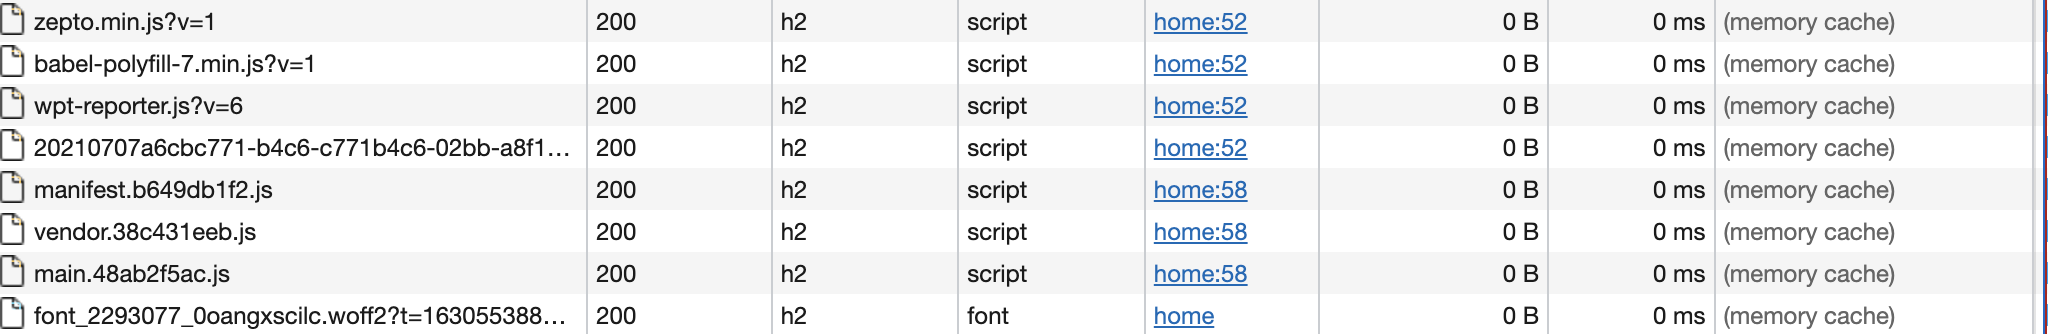 zepto.min.js?v=1 200 h2 script home:52 0 B 0 ms (memory cache)
babel-polyfill-7.min.js?v=1 200 h2 script home:52 0 B 0 ms (memory cache)
wpt-reporter.js?v=6 200 h2 script home:52 0 B 0 ms (memory cache)
20210707a6cbc771-b4c6-c771b4c6-02bb-a8f1... 200 h2 script home:52 0 B 0 ms (memory cache)
manifest.b649db1f2.js 200 h2 script home:58 0 B 0 ms (memory cache)
vendor.38c431eeb.js 200 h2 script home:58 0 B 0 ms (memory cache)
main.48ab2f5ac.js 200 h2 script home:58 0 B 0 ms (memory cache)
font_2293077_0oangxscilc.woff2?t=163055388... 200 h2 font home 0 B 0 ms (memory cache)